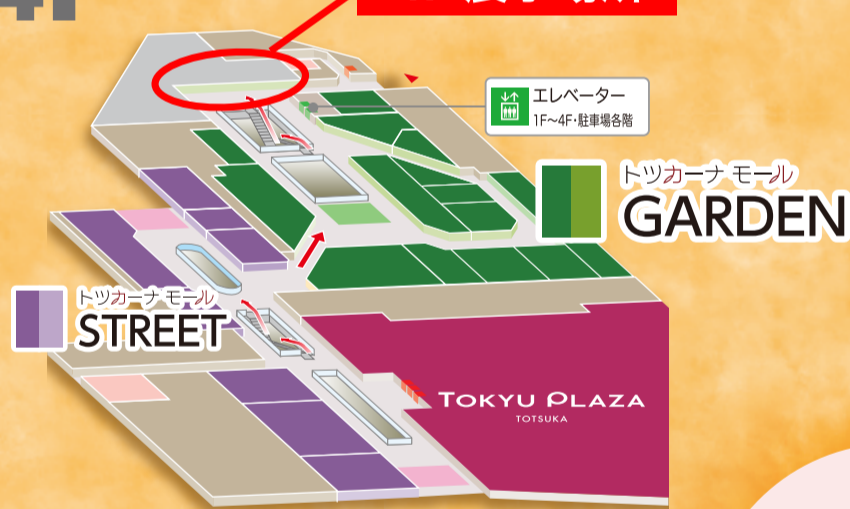 エレベーター
1F～4F・駐車場各階
トツカーナ モール
GARDEN
トツカーナ モール
STREET
TOKYU PLAZA
TOTSUKA